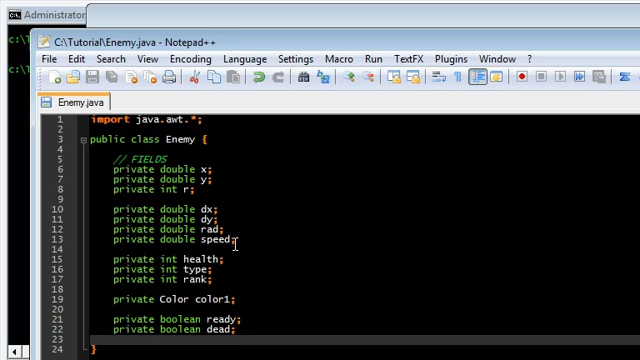 Administrator
c:\
c:\T
C:\Tutorial\Enemy.java - Notepad++
File Edit Search View Encoding Language Settings Macro Run TextFX Plugins Window ?
Enemy.java
1 import java.awt.*;
2
3 public class Enemy {
4
5 // FIELDS
6 private double x;
7 private double y;
8 private int r;
9
10 private double dx;
11 private double dy;
12 private double rad;
13 private double speed;
14
15 private int health;
16 private int type;
17 private int rank;
18
19 private Color color1;
20
21 private boolean ready;
22 private boolean dead;
23
24 }